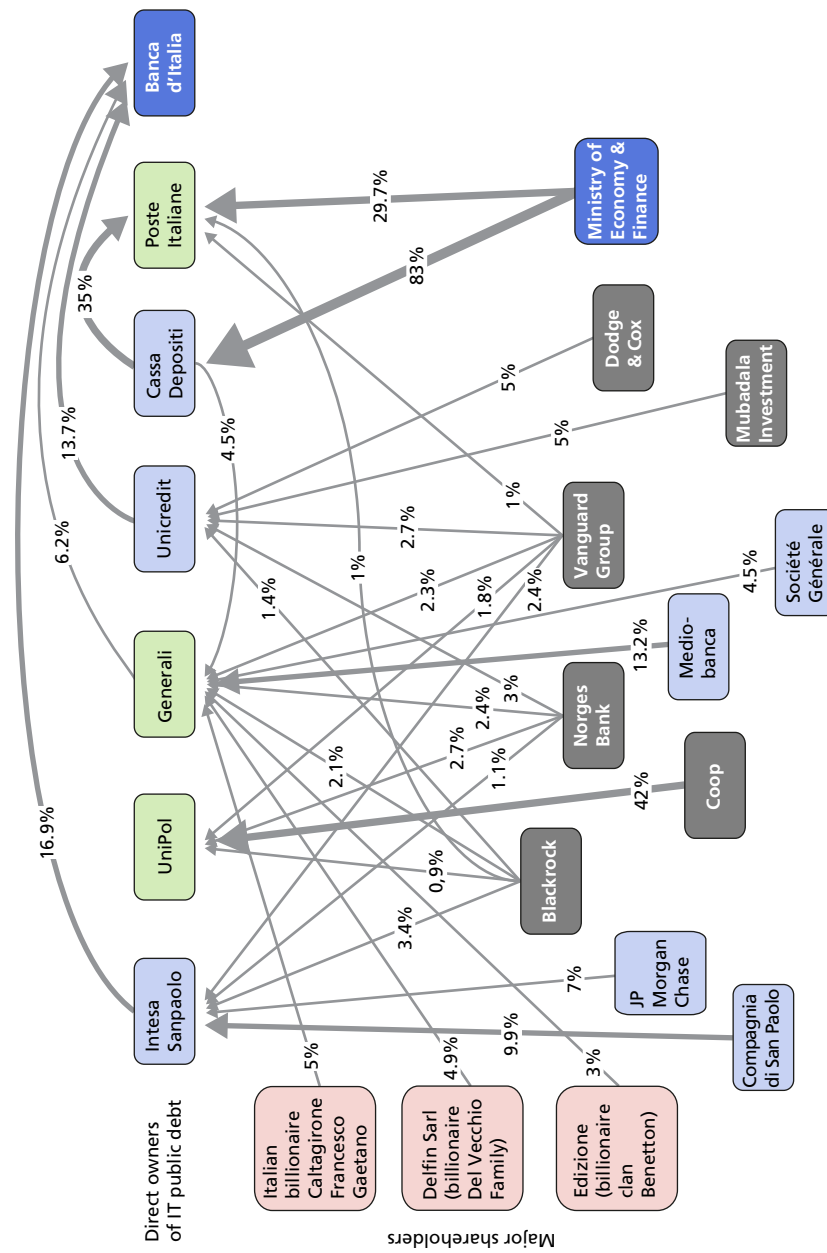 Direct owners
of IT public debt
Intesa
Sanpaolo
UniPol
Generali
Unicredit
Cassa
Depositi
Poste
Italiane
Banca
d’Italia
16.9%
6.2%
13.7%
35%
4.5%
29.7%
83%
5%
5%
1%
1%
2.7%
2.3%
1.8%
2.4%
1.4%
3%
2.4%
2.7%
1.1%
2.1%
0,9%
3.4%
4.5%
13.2%
42%
7%
9.9%
5%
4.9%
3%
Major shareholders
Italian
billionaire
Caltagirone
Francesco
Gaetano
Delfin Sarl
(billionaire
Del Vecchio
Family)
Edizione
(billionaire
clan
Benetton)
Compagnia
di San Paolo
JP
Morgan
Chase
Blackrock
Coop
Norges
Bank
Medio-
banca
Société
Générale
Vanguard
Group
Mubadala
Investment
Dodge
& Cox
Ministry of
Economy &
Finance